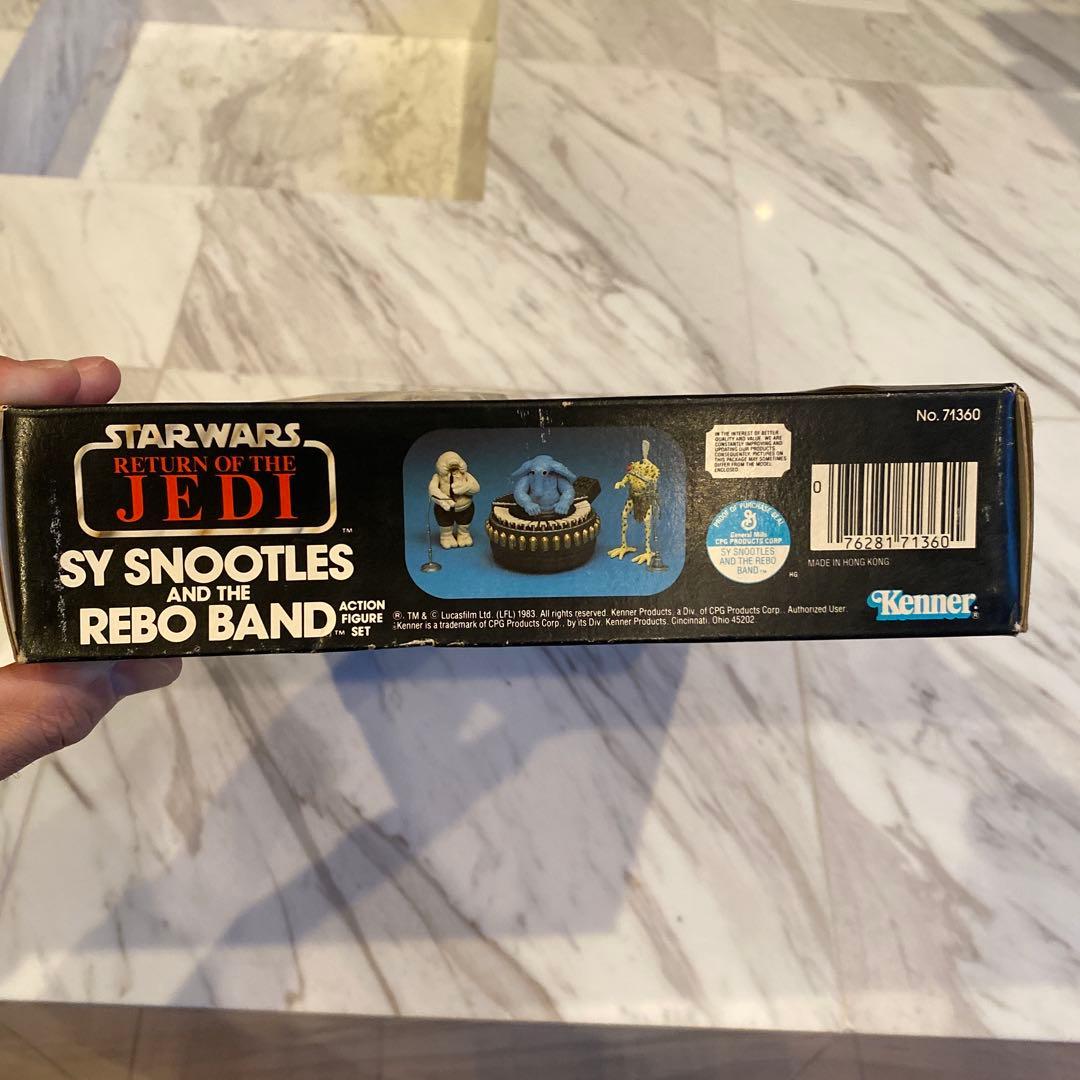 STAR WARS
RETURN OF THE
JEDI
TM
SY SNOOTLES
AND THE
REBO BAND TM
ACTION
FIGURE
SET
®, TM & © Lucasfilm Ltd. (LFL) 1983. All rights reserved. Kenner Products, a Div. of CPG Products Corp., Authorized User.
Kenner is a trademark of CPG Products Corp., by its Div. Kenner Products, Cincinnati, Ohio 45202.
IN THE INTEREST OF BETTER
QUALITY AND VALUE, WE ARE
CONSTANTLY IMPROVING AND
UPDATING OUR PRODUCTS.
CONSEQUENTLY, PICTURES ON
THIS PACKAGE MAY SOMETIMES
DIFFER FROM THE MODEL
ENCLOSED.
PROOF OF PURCHASE SEAL
General Mills
CPG PRODUCTS CORP
SY SNOOTLES
AND THE REBO
BAND TM
HG
No. 71360
0
76281 71360
MADE IN HONG KONG
Kenner®